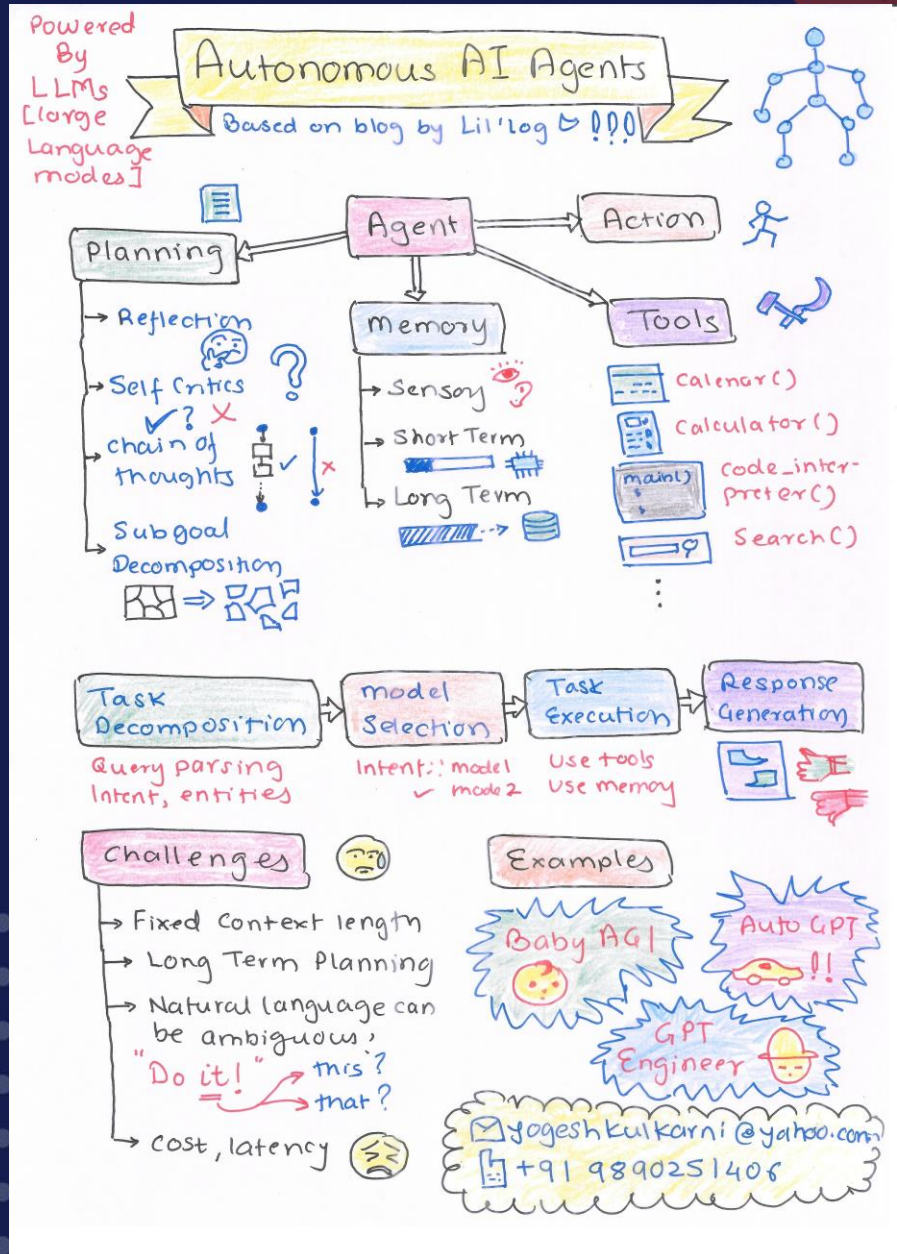 Powered
By
LLMs
[large
Language
modes]
Autonomous AI Agents
Based on blog by Lil'log !!!
Agent
Action
Planning
Reflection
Self Critics
? 
✓? X
chain of
thoughts
✓ x
Subgoal
Decomposition
memory
Sensory
Short Term
Long Term
Tools
Calenar()
Calculator()
main()
code_inter-
preter()
Search()
Task
Decomposition
Query parsing
Intent, entities
model
Selection
Intent:: model1
✓ mode2
Task
Execution
Use tools
Use memory
Response
Generation
Challenges
Fixed Context length
Long Term Planning
Natural language can
be ambiguous,
"Do it!" this?
that?
cost, latency
Examples
Baby AGI
Auto GPT
!!
GPT
Engineer
yogeshkulkarni@yahoo.com
+91 9890251406